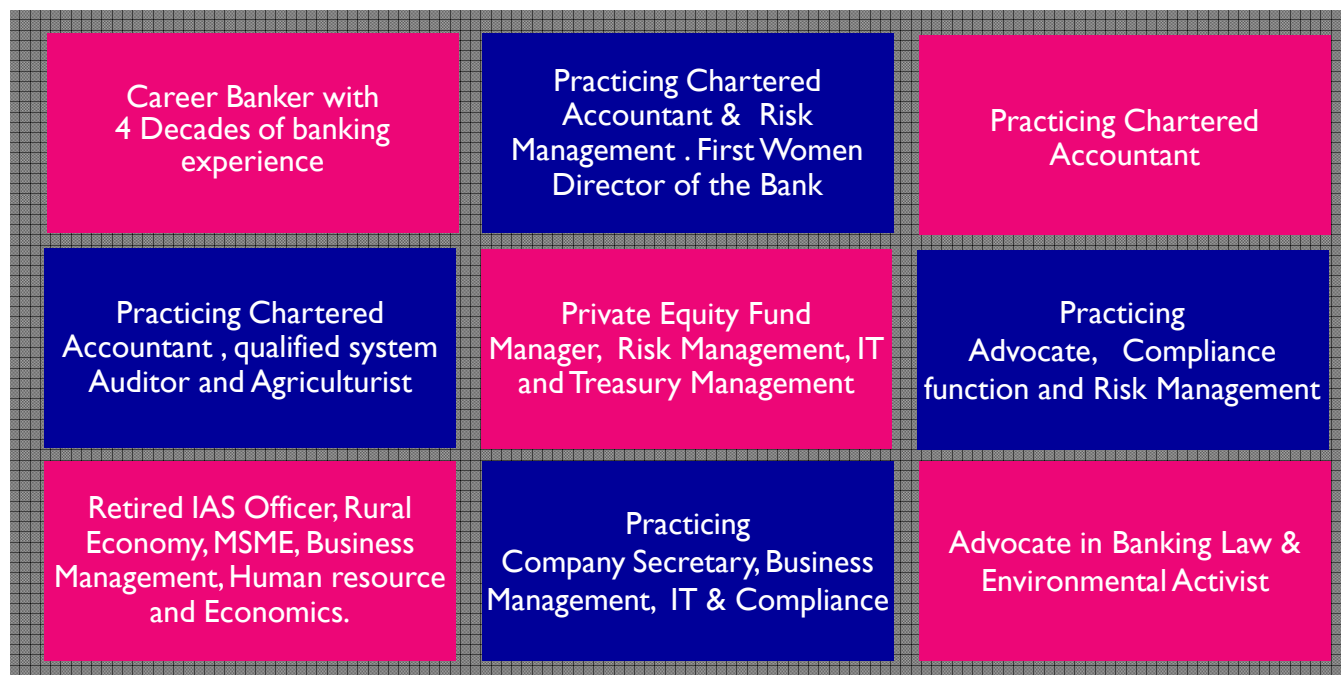 Career Banker with
4 Decades of banking
experience
Practicing Chartered
Accountant & Risk
Management . First Women
Director of the Bank
Practicing Chartered
Accountant
Practicing Chartered
Accountant , qualified system
Auditor and Agriculturist
Private Equity Fund
Manager, Risk Management, IT
and Treasury Management
Practicing
Advocate, Compliance
function and Risk Management
Retired IAS Officer, Rural
Economy, MSME, Business
Management, Human resource
and Economics.
Practicing
Company Secretary, Business
Management, IT & Compliance
Advocate in Banking Law &
Environmental Activist